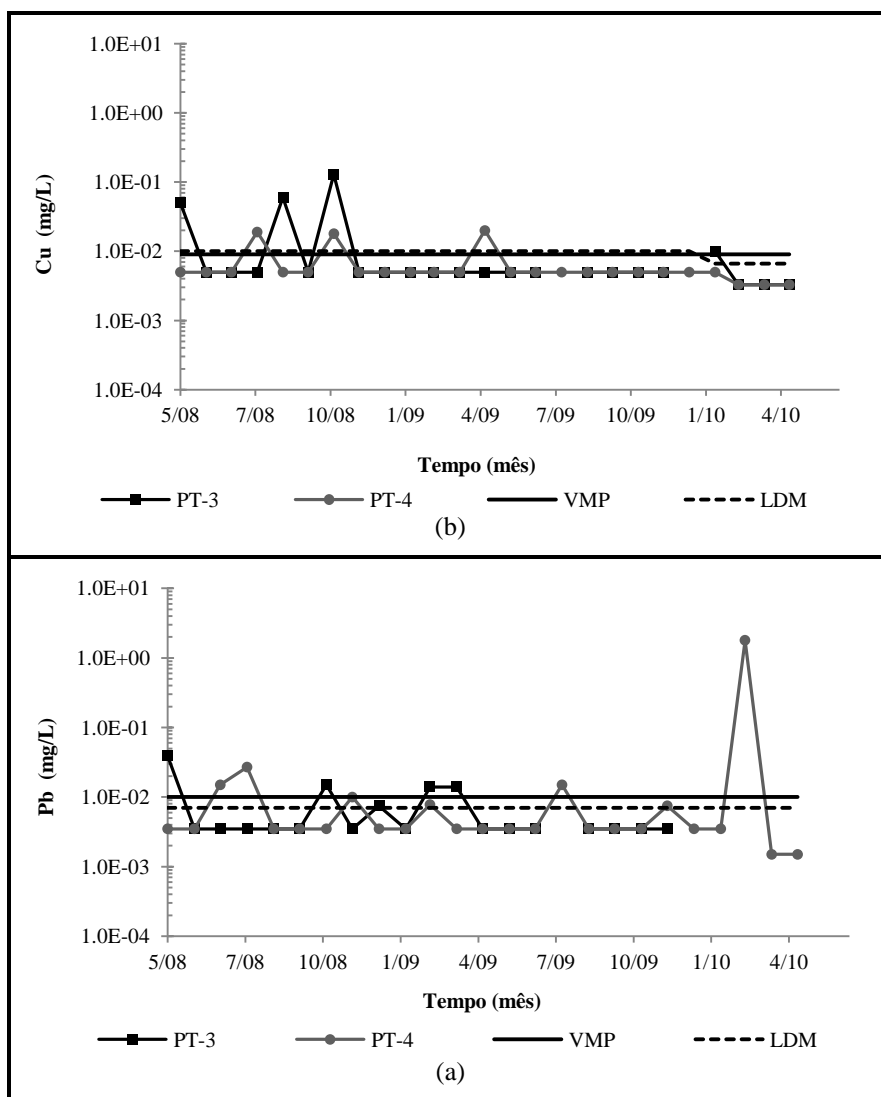 1.0E+01
1.0E+00
1.0E-01
1.0E-02
1.0E-03
1.0E-04
Cu (mg/L)
5/08 7/08 10/08 1/09 4/09 7/09 10/09 1/10 4/10
Tempo (mês)
PT-3 PT-4 VMP LDM
(b)
1.0E+01
1.0E+00
1.0E-01
1.0E-02
1.0E-03
1.0E-04
Pb (mg/L)
5/08 7/08 10/08 1/09 4/09 7/09 10/09 1/10 4/10
Tempo (mês)
PT-3 PT-4 VMP LDM
(a)